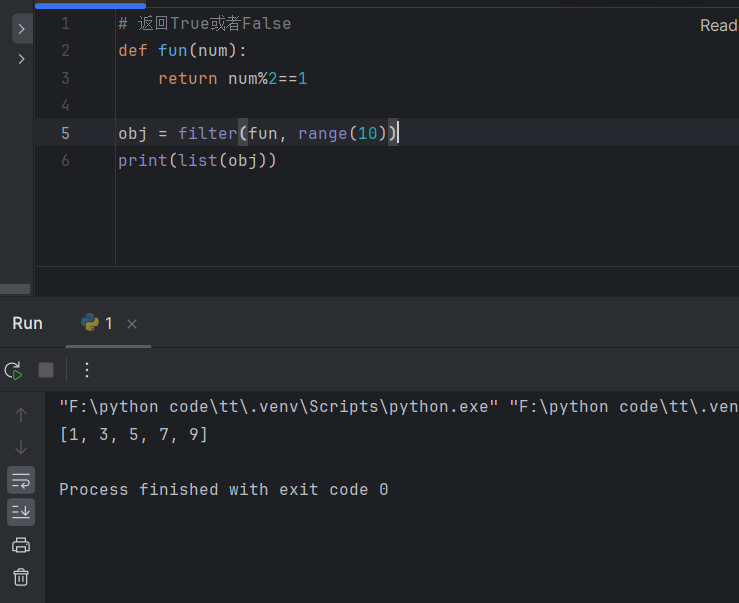 1 # 返回True或者False
Read
2 def fun(num):
3     return num%2==1
4
5 obj = filter(fun, range(10))
6 print(list(obj))
Run 1
"F:\python code\tt\.venv\Scripts\python.exe" "F:\python code\tt\.ven
[1, 3, 5, 7, 9]
Process finished with exit code 0